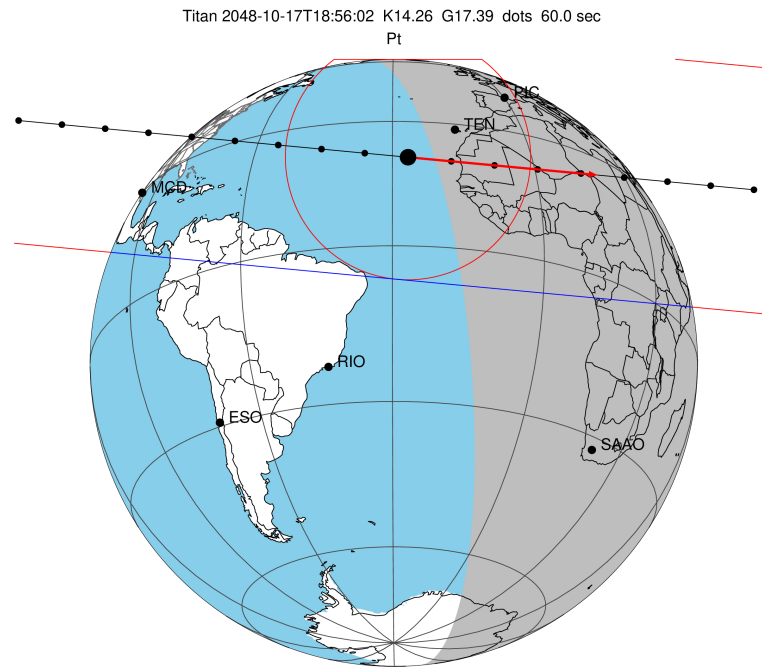 Titan 2048-10-17T18:56:02 K14.26 G17.39 dots 60.0 sec
Pt
PIC
TEN
MCD
RIO
ESO
SAAO